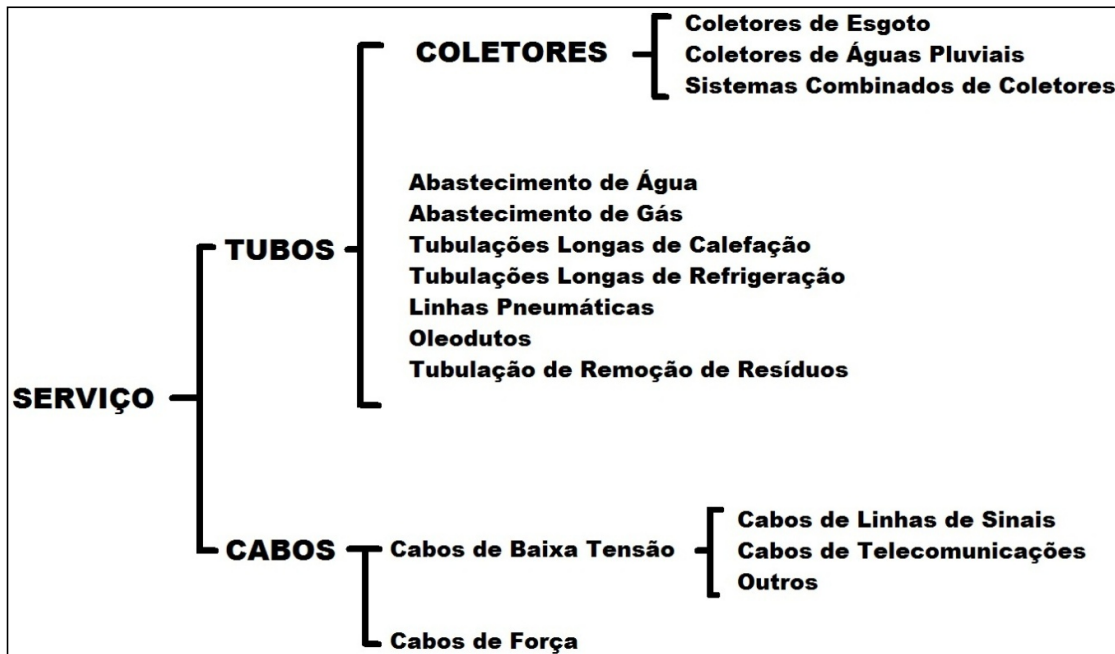 COLETORES
Coletores de Esgoto
Coletores de Águas Pluviais
Sistemas Combinados de Coletores
TUBOS
Abastecimento de Água
Abastecimento de Gás
Tubulações Longas de Calefação
Tubulações Longas de Refrigeração
Linhas Pneumáticas
Oleodutos
Tubulação de Remoção de Resíduos
SERVIÇO
CABOS
Cabos de Baixa Tensão
Cabos de Linhas de Sinais
Cabos de Telecomunicações
Outros
Cabos de Força